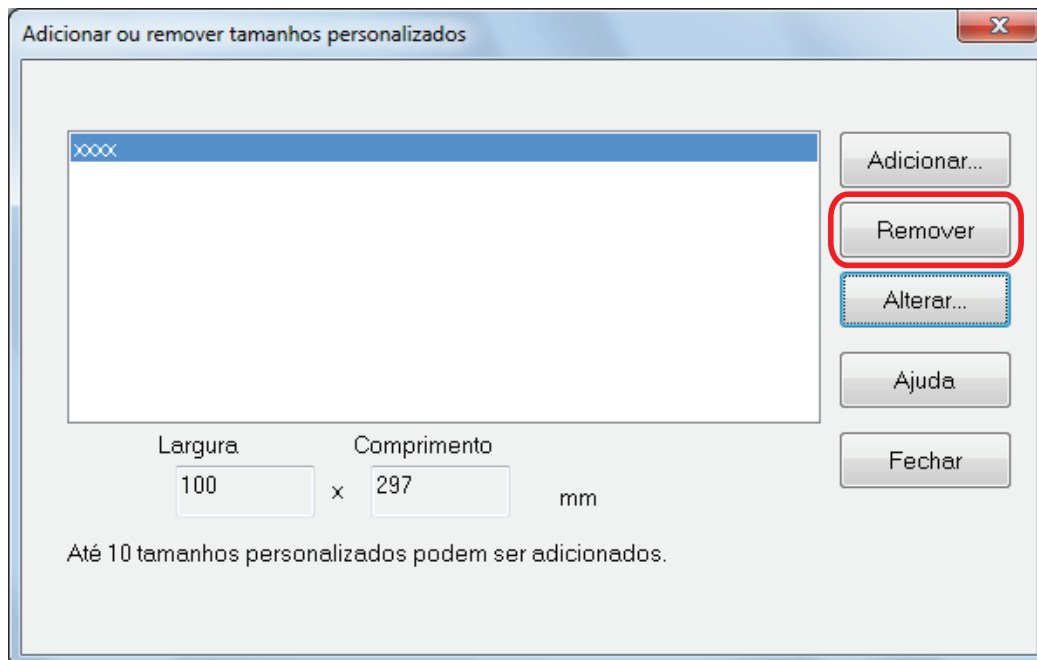 Adicionar ou remover tamanhos personalizados
xxxx
Adicionar...
Remover
Alterar...
Ajuda
Fechar
Largura Comprimento
100 x 297 mm
Até 10 tamanhos personalizados podem ser adicionados.